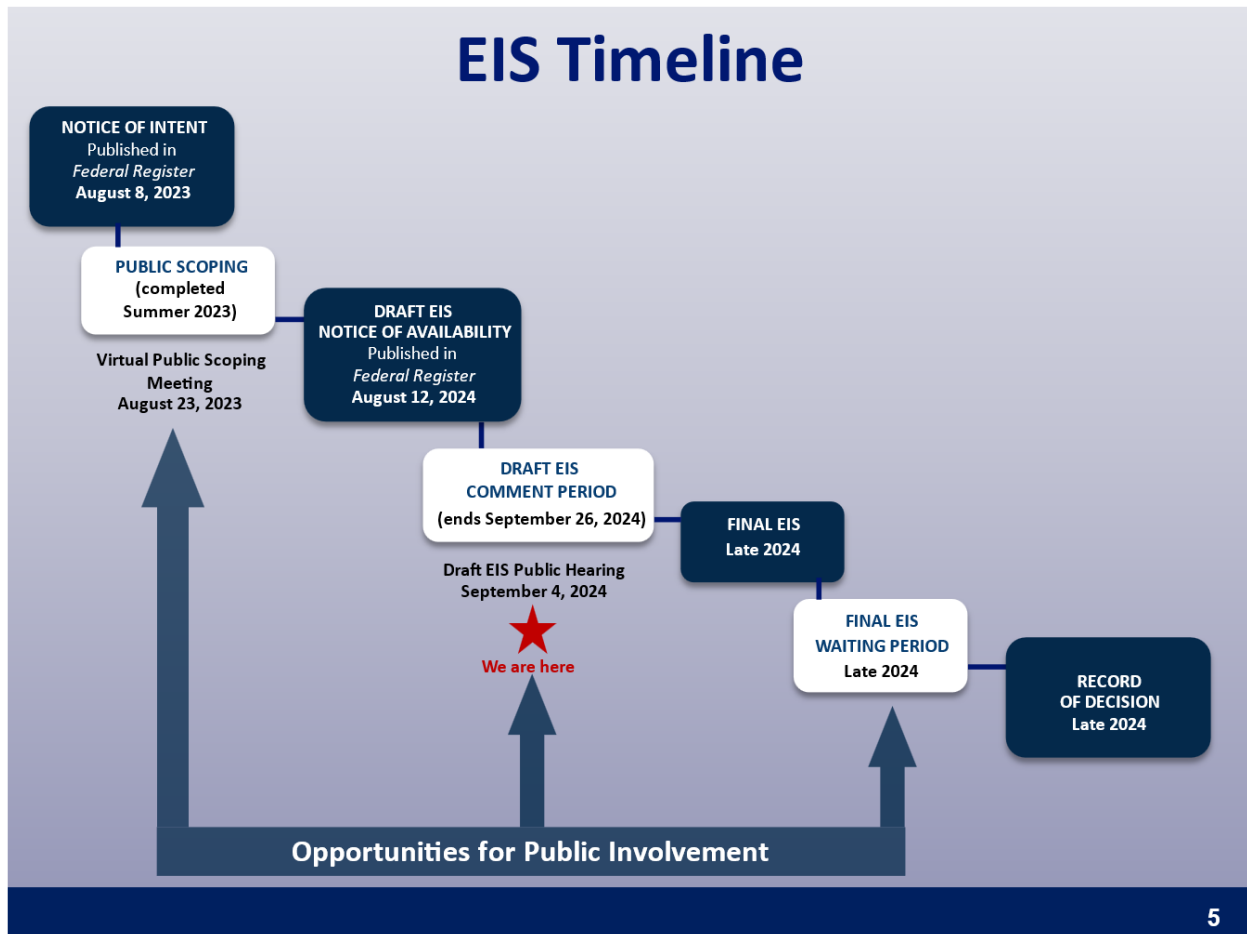 EIS Timeline
NOTICE OF INTENT
Published in
Federal Register
August 8, 2023
PUBLIC SCOPING
(completed
Summer 2023)
Virtual Public Scoping
Meeting
August 23, 2023
DRAFT EIS
NOTICE OF AVAILABILITY
Published in
Federal Register
August 12, 2024
DRAFT EIS
COMMENT PERIOD
(ends September 26, 2024)
Draft EIS Public Hearing
September 4, 2024
We are here
FINAL EIS
Late 2024
FINAL EIS
WAITING PERIOD
Late 2024
RECORD
OF DECISION
Late 2024
Opportunities for Public Involvement
5